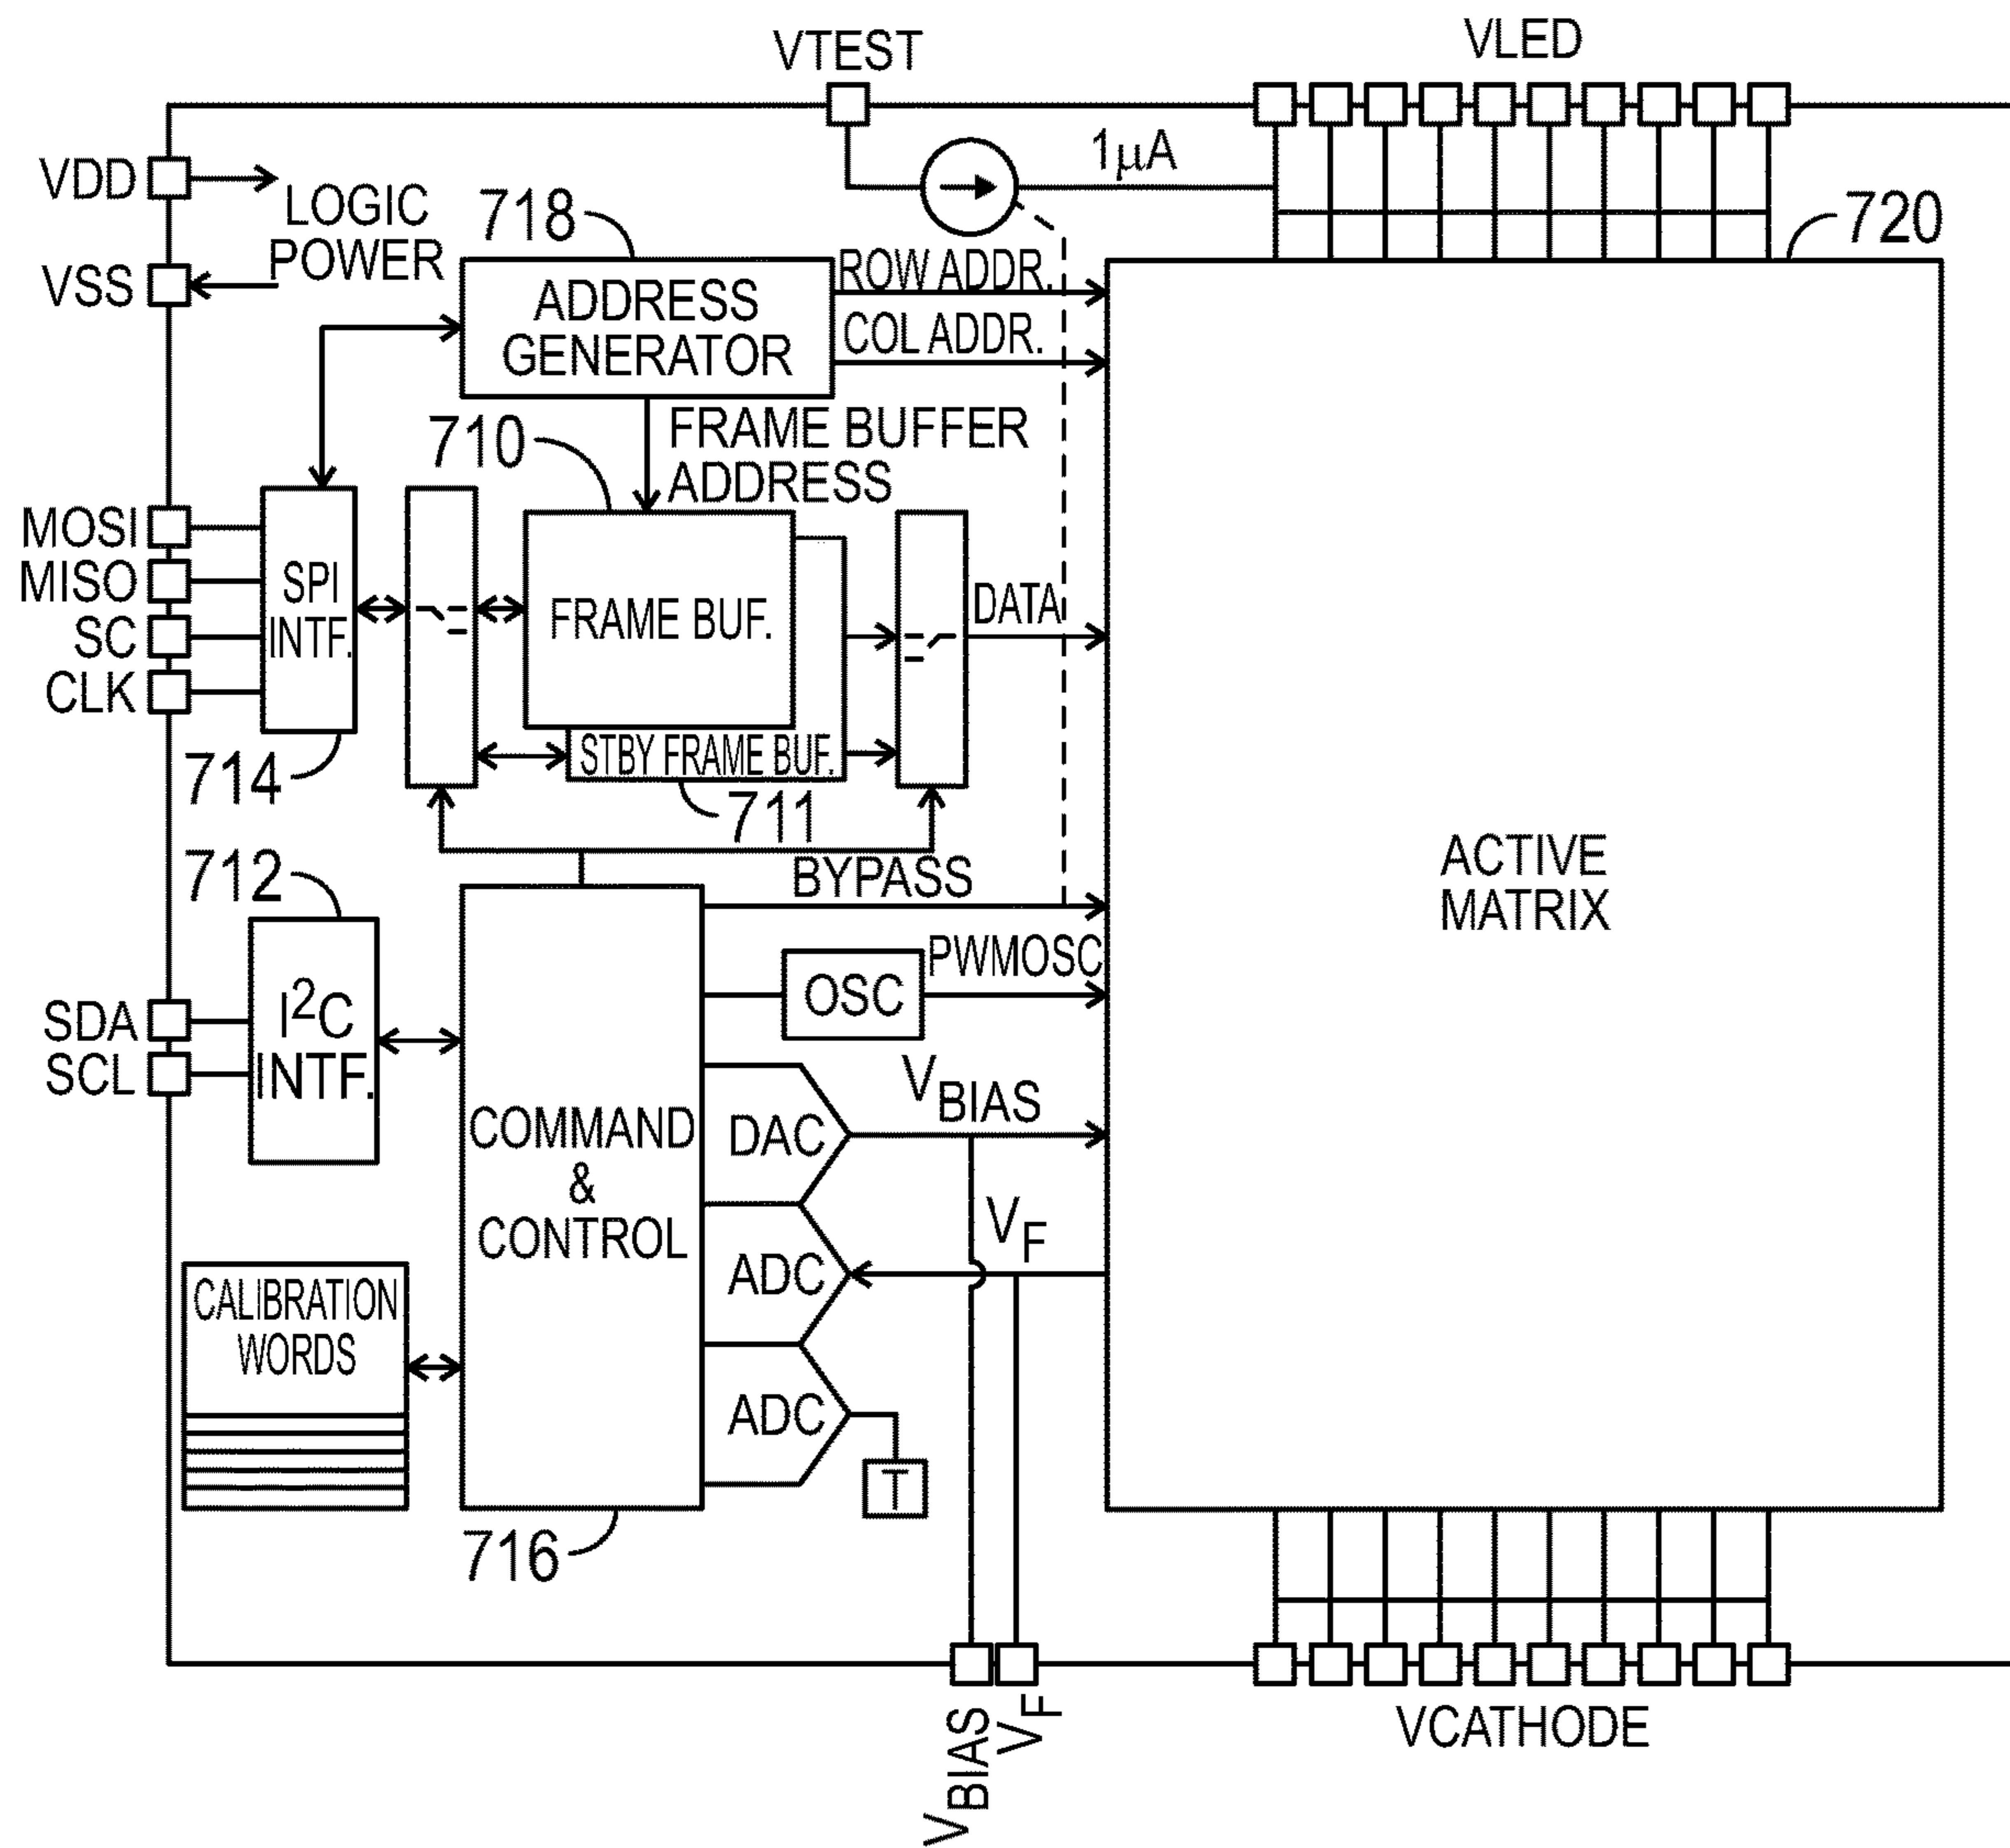 VTEST
VLED
VDD
LOGIC
POWER
VSS
1µA
718
720
ADDRESS
GENERATOR
ROW ADDR.
COL ADDR.
710
FRAME BUFFER
ADDRESS
MOSI
MISO
SC
CLK
SPI
INTF.
714
FRAME BUF.
STBY FRAME BUF.
711
DATA
ACTIVE
MATRIX
BYPASS
712
SDA
SCL
I²C
INTF.
OSC
PWMOSC
COMMAND
&
CONTROL
DAC
VBIAS
ADC
VF
ADC
T
CALIBRATION
WORDS
716
VBIAS
VF
VCATHODE